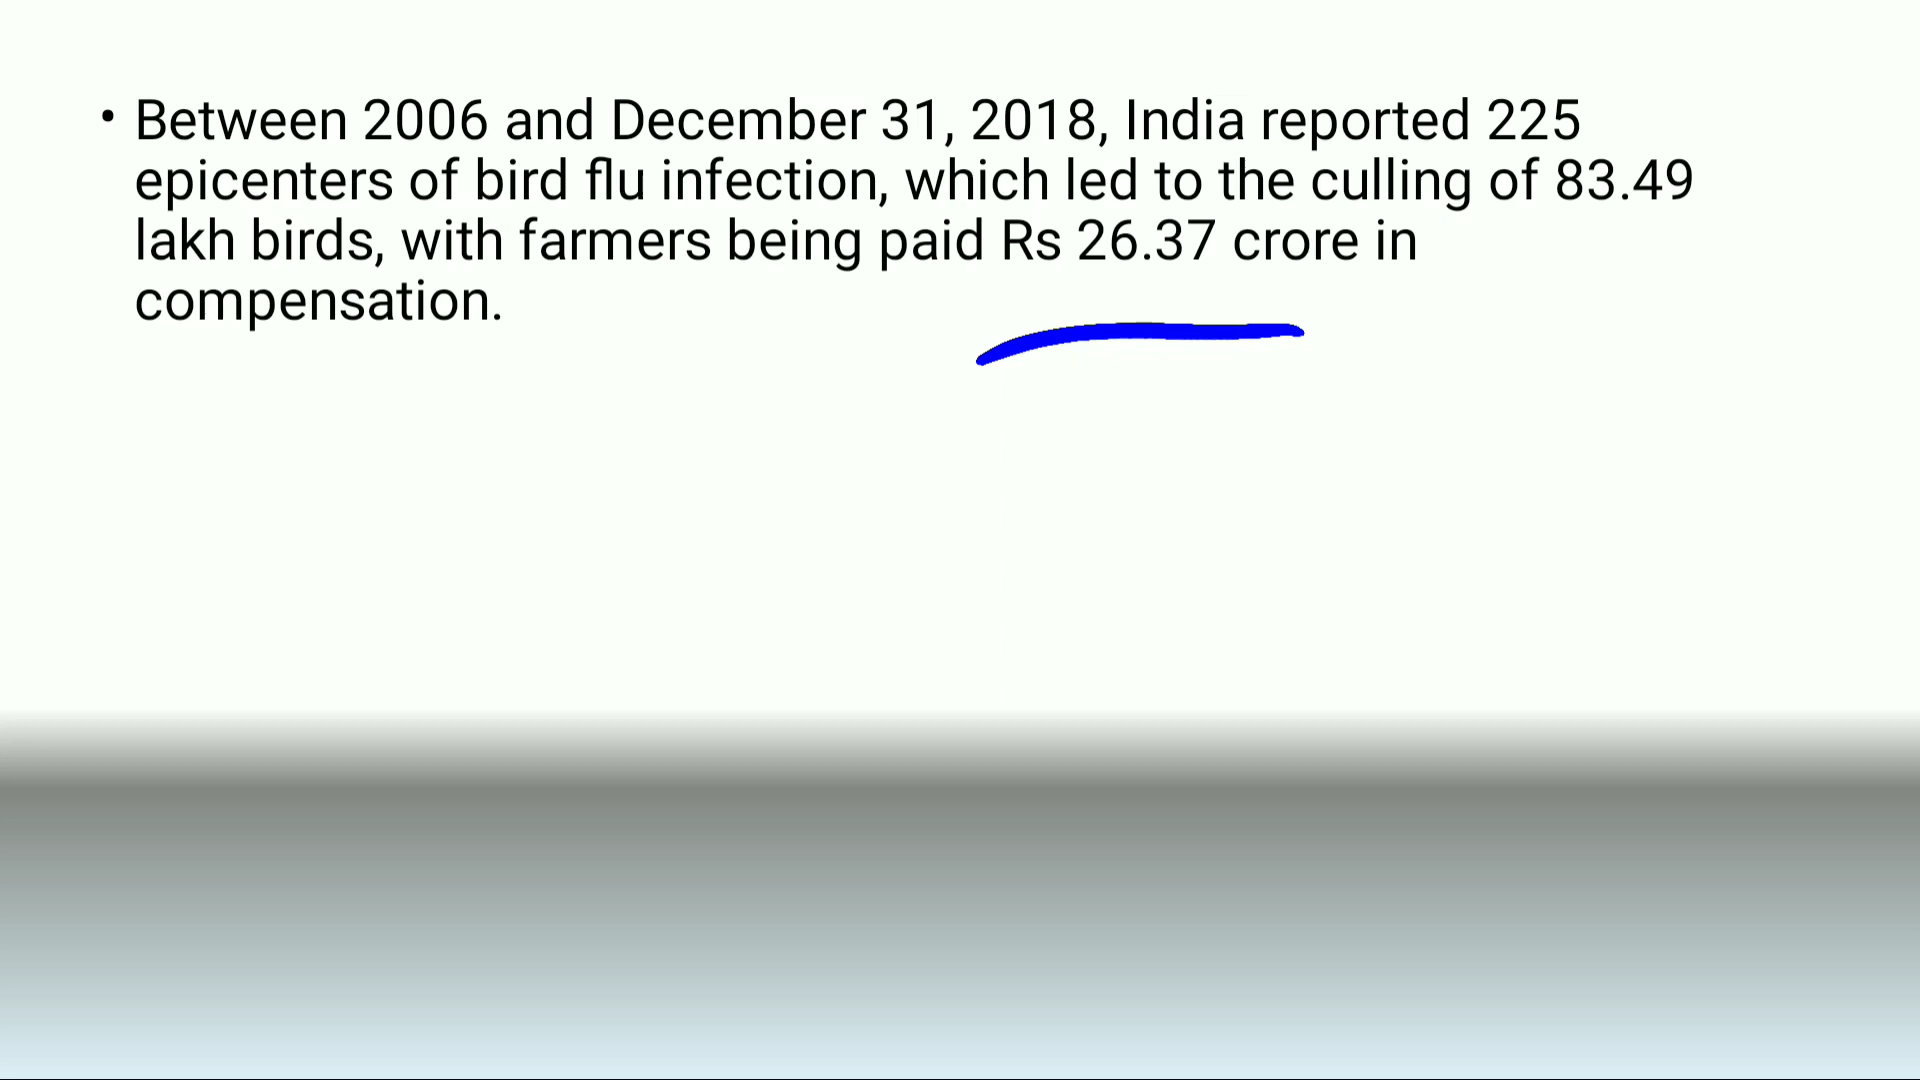 • Between 2006 and December 31, 2018, India reported 225
epicenters of bird flu infection, which led to the culling of 83.49
lakh birds, with farmers being paid Rs 26.37 crore in
compensation.